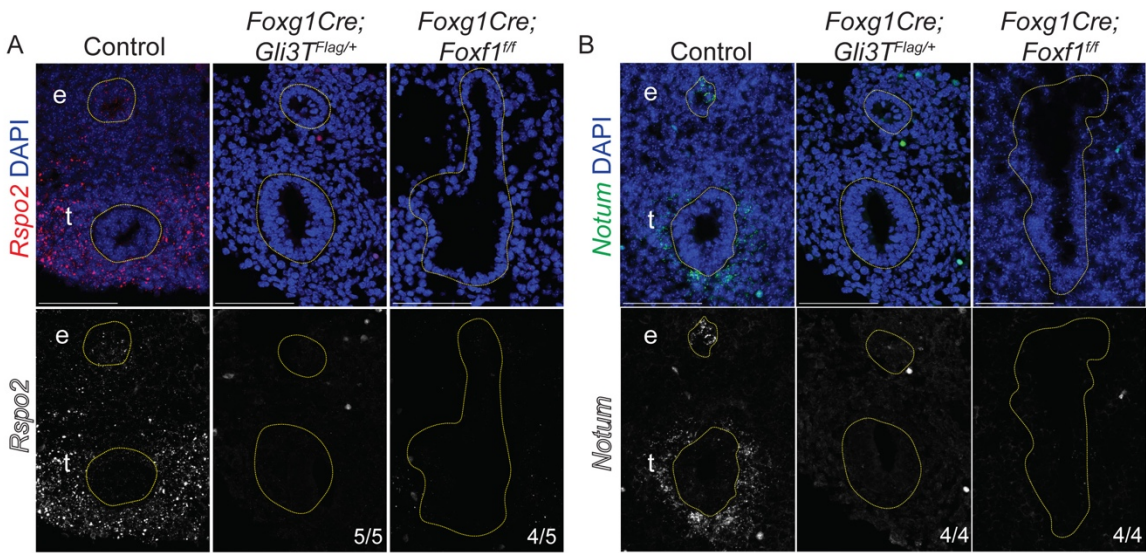 A
Control
Foxg1Cre;
Gli3TFlag/+
Foxg1Cre;
Foxf1f/f
Rspo2 DAPI
e
t
Rspo2
e
t
5/5
4/5
B
Control
Foxg1Cre;
Gli3TFlag/+
Foxg1Cre;
Foxf1f/f
Notum DAPI
e
t
Notum
e
t
4/4
4/4